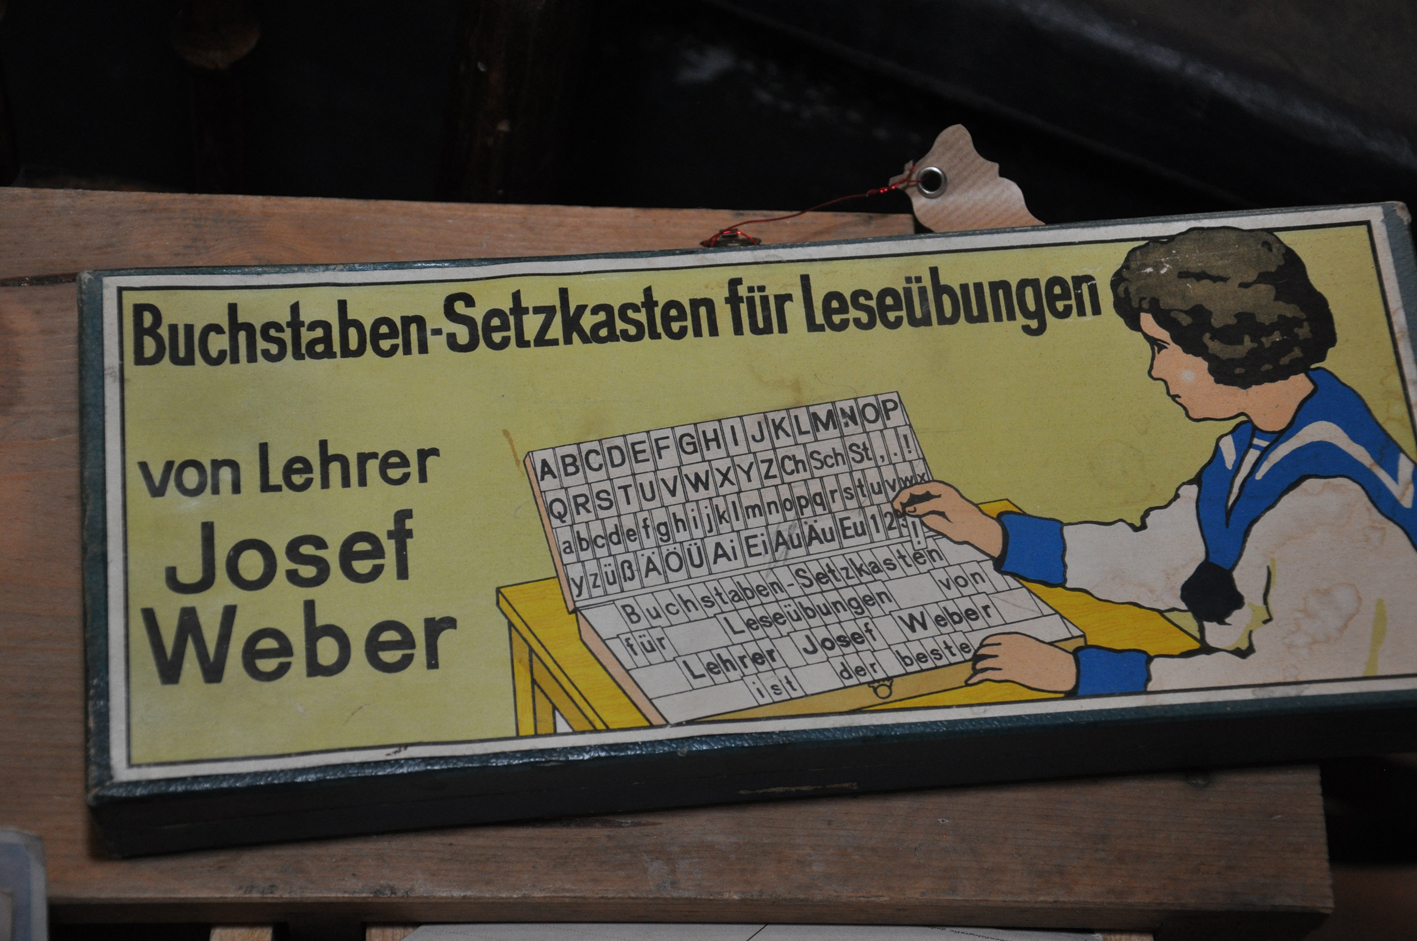 Buchstaben-Setzkasten für Leseübungen
von Lehrer
Josef
Weber
ABCDEFGHIJKLMNOP
QRSTUVWXYZChSchSt,.!
abcdefghijklmnopqrstuvwx
yzüßÄÖÜAiEiAuÄuEu12
Buchstaben-Setzkasten
für Leseübungen von
Lehrer Josef Weber
ist der beste